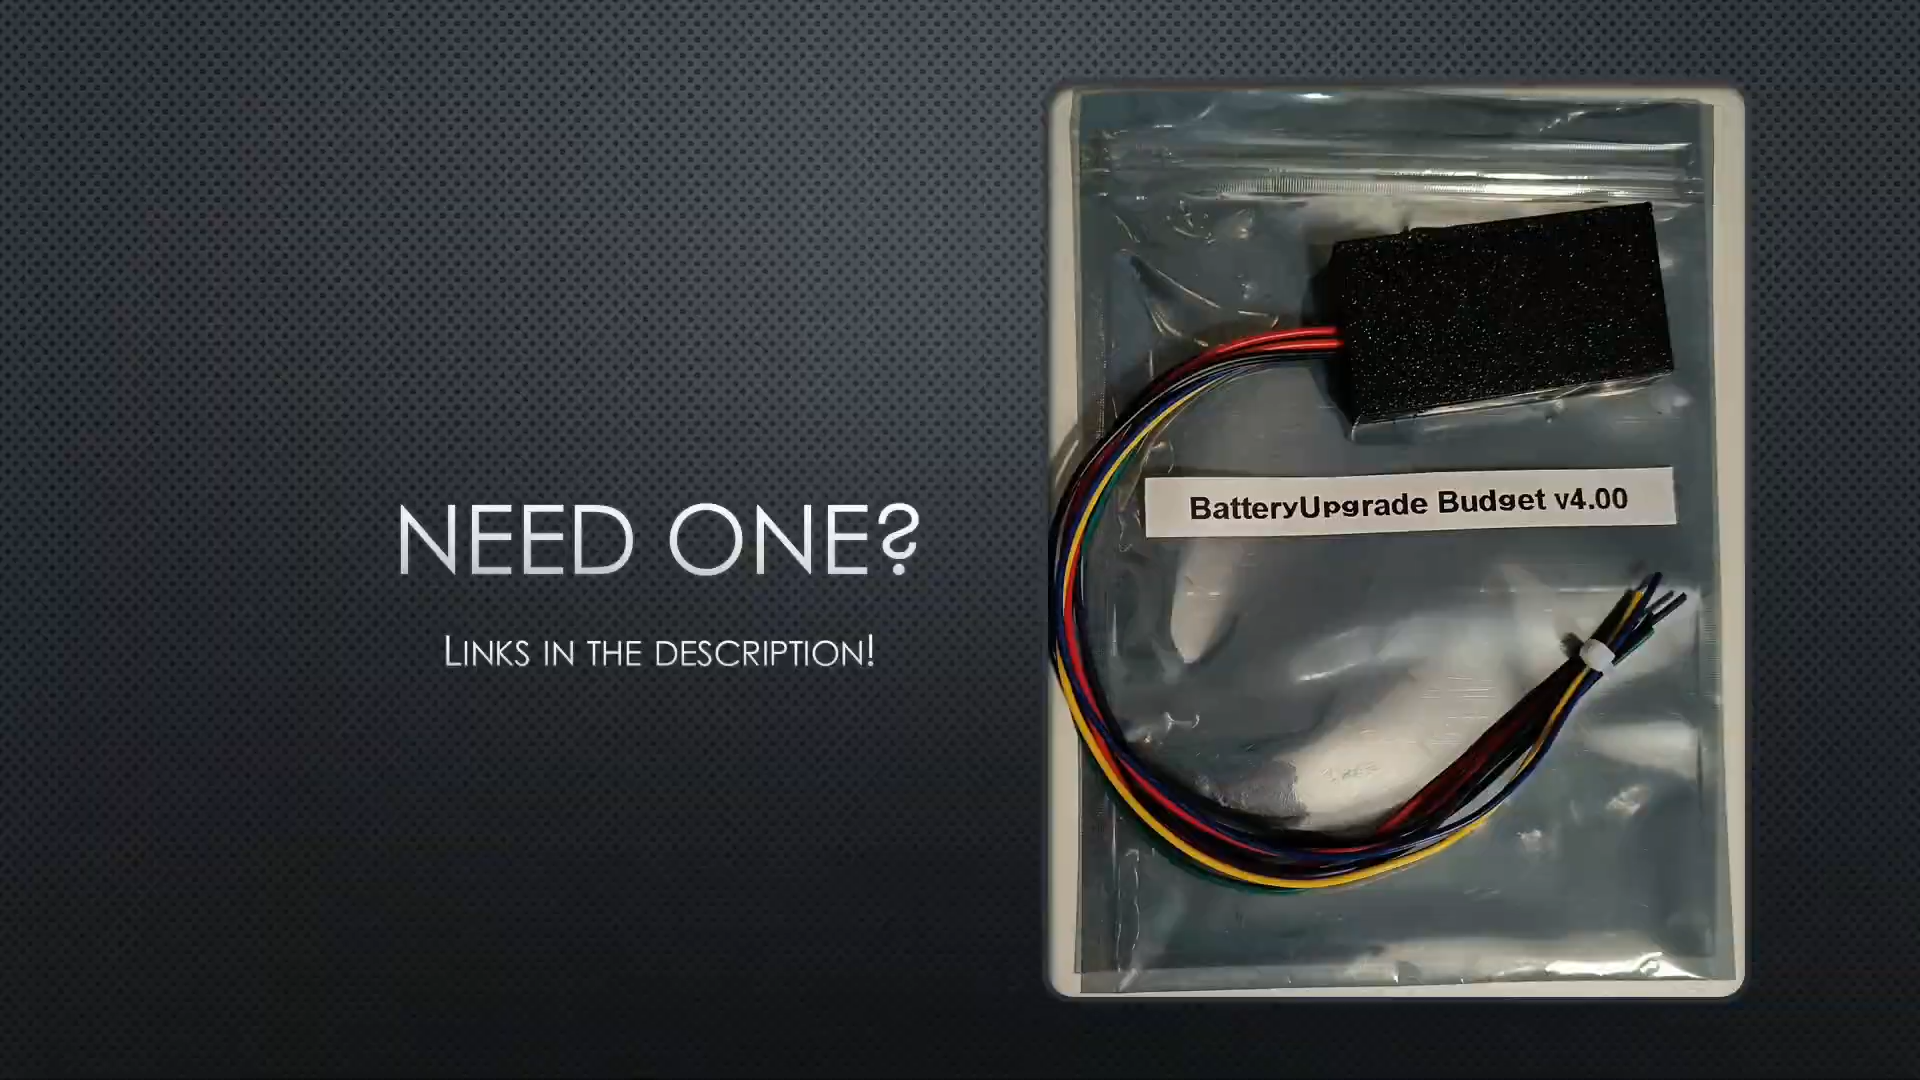 NEED ONE?
LINKS IN THE DESCRIPTION!
BatteryUpgrade Budget v4.00